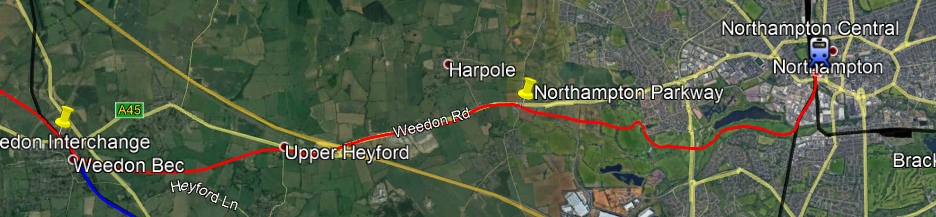 Northampton Central
Northampton
Harpole
Northampton Parkway
A45
Weedon Rd
edon Interchange
Upper Heyford
Weedon Bec
Heyford Ln
Brack